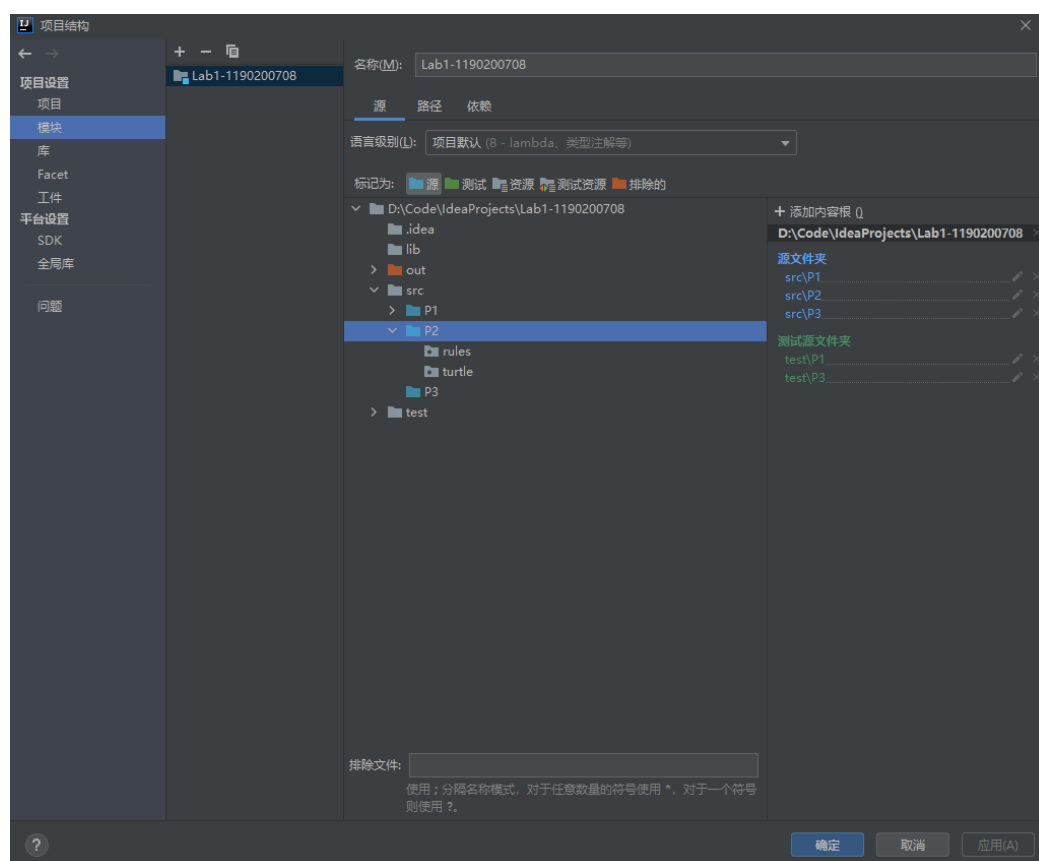 项目结构
项目设置
项目
模块
库
Facet
工件
平台设置
SDK
全局库
问题
Lab1-1190200708
名称(M): Lab1-1190200708
源 路径 依赖
语言级别(L): 项目默认 (8 - lambda、类型注解等)
标记为: 源 测试 资源 测试资源 排除的
D:\Code\IdeaProjects\Lab1-1190200708
.idea
lib
out
src
P1
P2
rules
turtle
P3
test
+ 添加内容根 ()
D:\Code\IdeaProjects\Lab1-1190200708
源文件夹
src\P1
src\P2
src\P3
测试源文件夹
test\P1
test\P3
排除文件:
使用 ; 分隔名称模式，对于任意数量的符号使用 *，对于一个符号
则使用 ?。
?
确定 取消 应用(A)